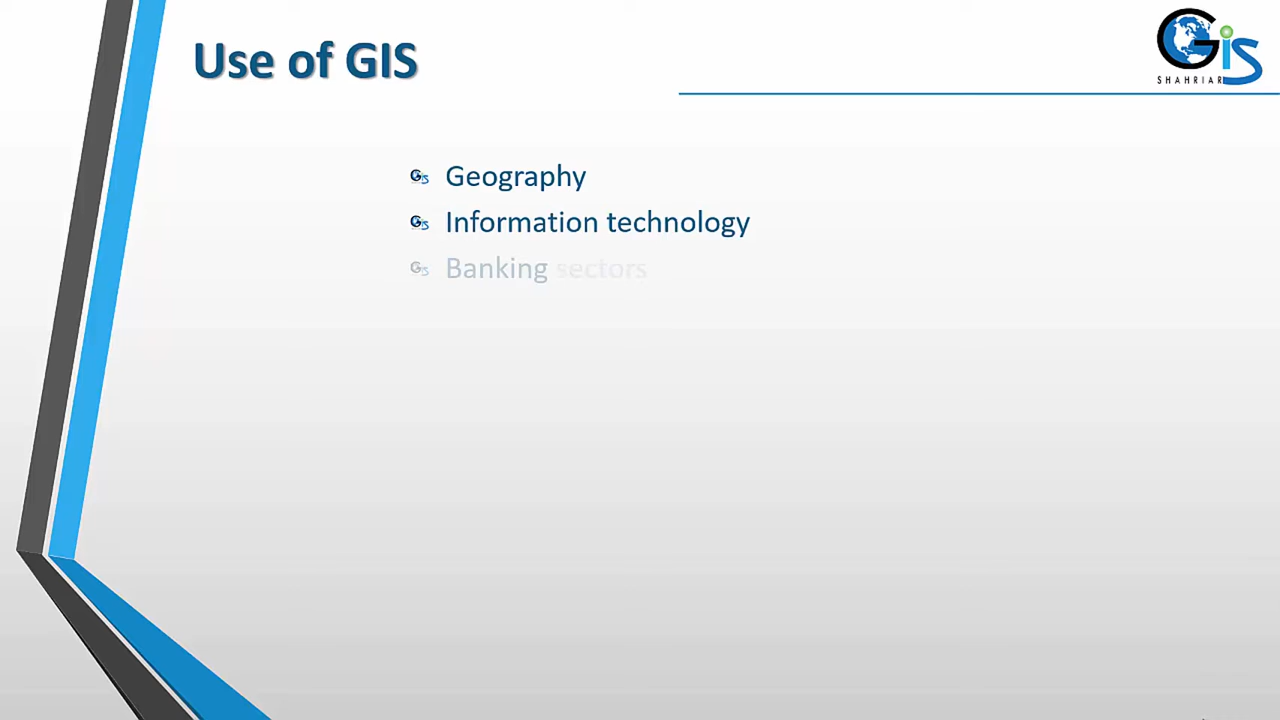 Use of GIS
GiS
SHAHRIAR
Geography
Information technology
Banking sectors